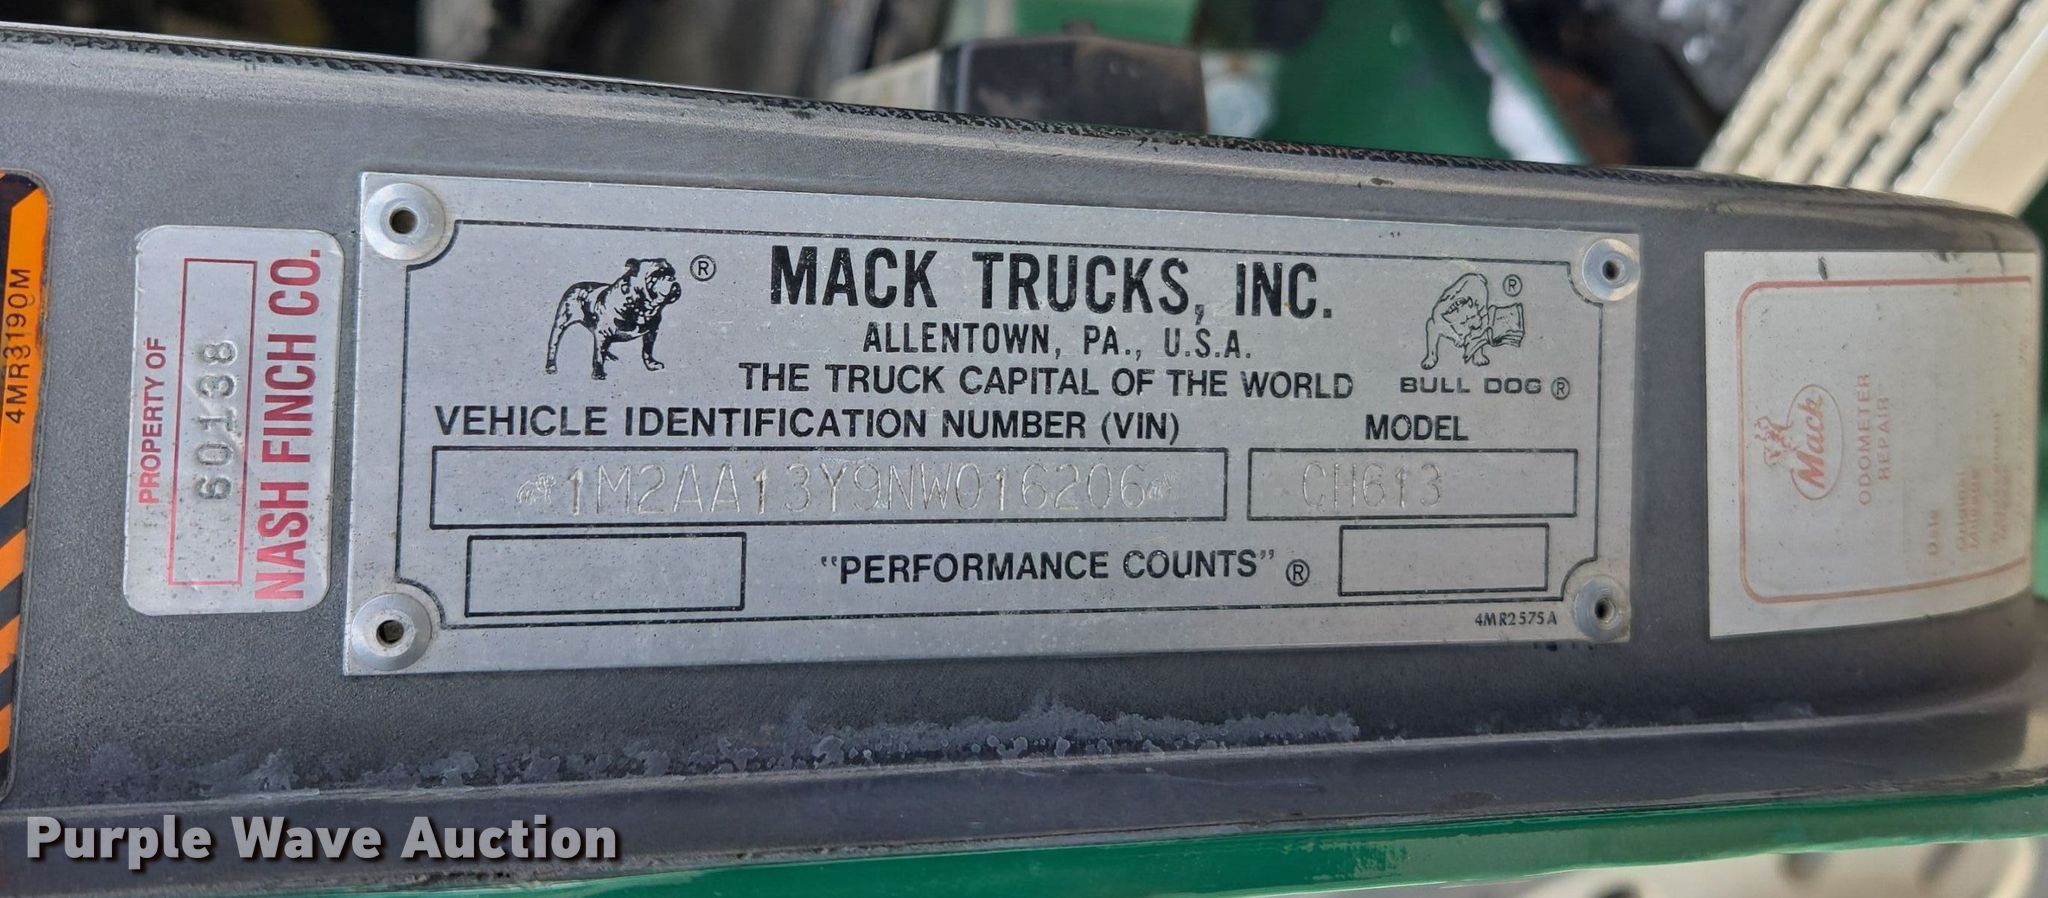 4MR3190M
PROPERTY OF
60138
NASH FINCH CO.
®
MACK TRUCKS, INC.
®
ALLENTOWN, PA., U.S.A.
THE TRUCK CAPITAL OF THE WORLD
BULL DOG ®
VEHICLE IDENTIFICATION NUMBER (VIN)
MODEL
1M2AA13Y9NW016206
CH613
"PERFORMANCE COUNTS" ®
4MR2575A
Mack
ODOMETER
REPAIR
Date
Purple Wave Auction